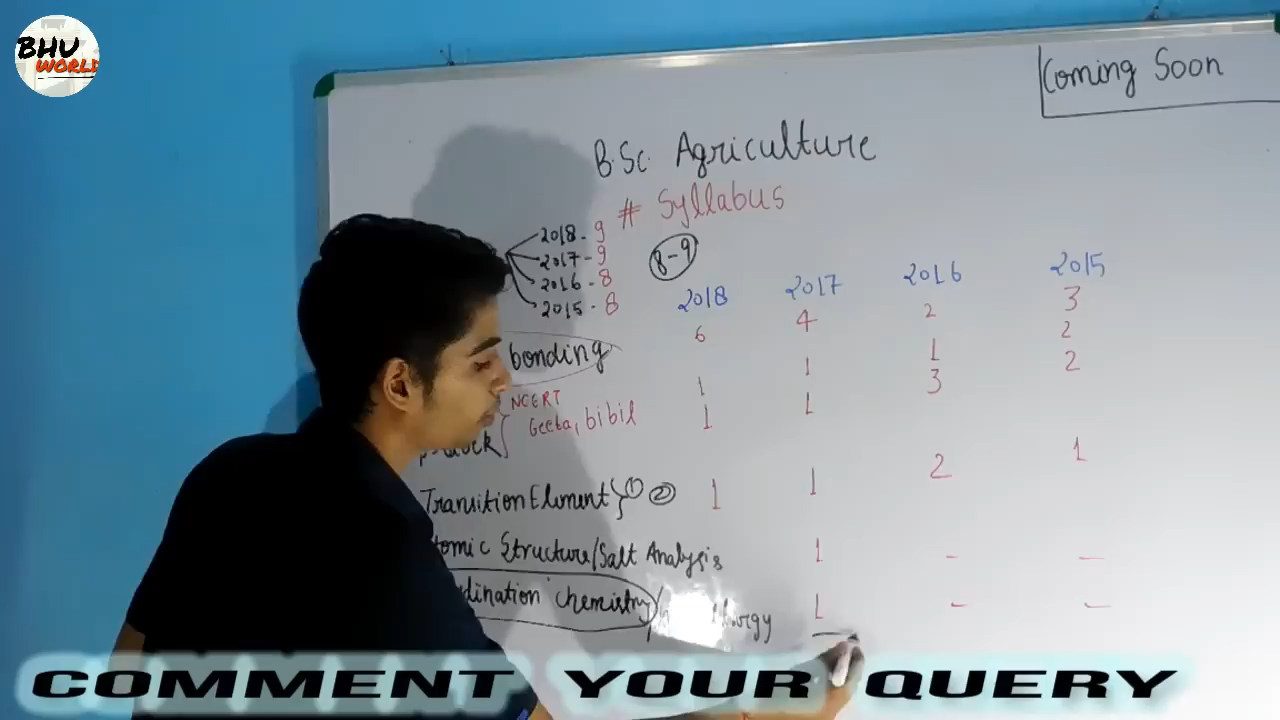 BHU
WORLD
Coming Soon
B.Sc. Agriculture
# Syllabus
2018 - 9
2017 - 9
2016 - 8
2015 - 8
8-9
2018 2017 2016 2015
bonding 6 4 2 3
1 1 1 2
NCERT
Geeta, bibil 1 1 3 2
Transition Element } ① ② 1 1 2 1
tomic Structure/Salt Analysis 1 - -
dination chemistry/ llurgy 1 - -
COMMENT YOUR QUERY